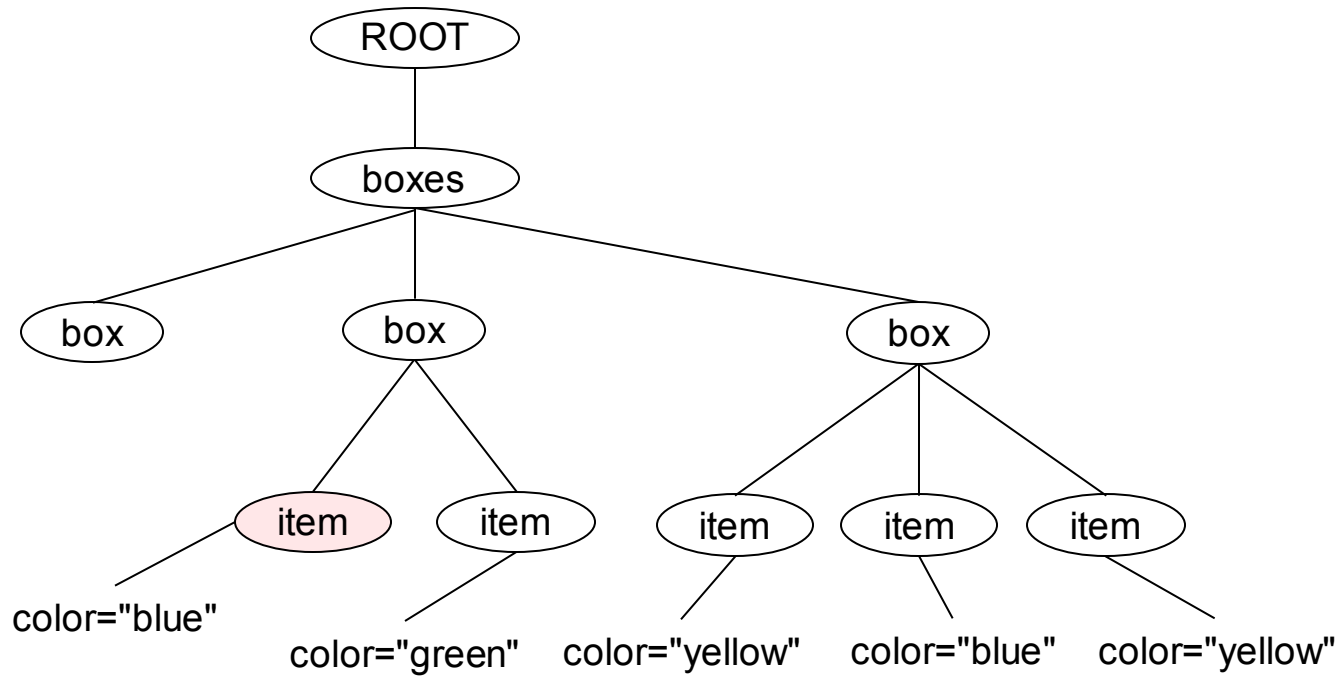 ROOT
boxes
box
box
box
item
item
item
item
item
color="blue"
color="green"
color="yellow"
color="blue"
color="yellow"